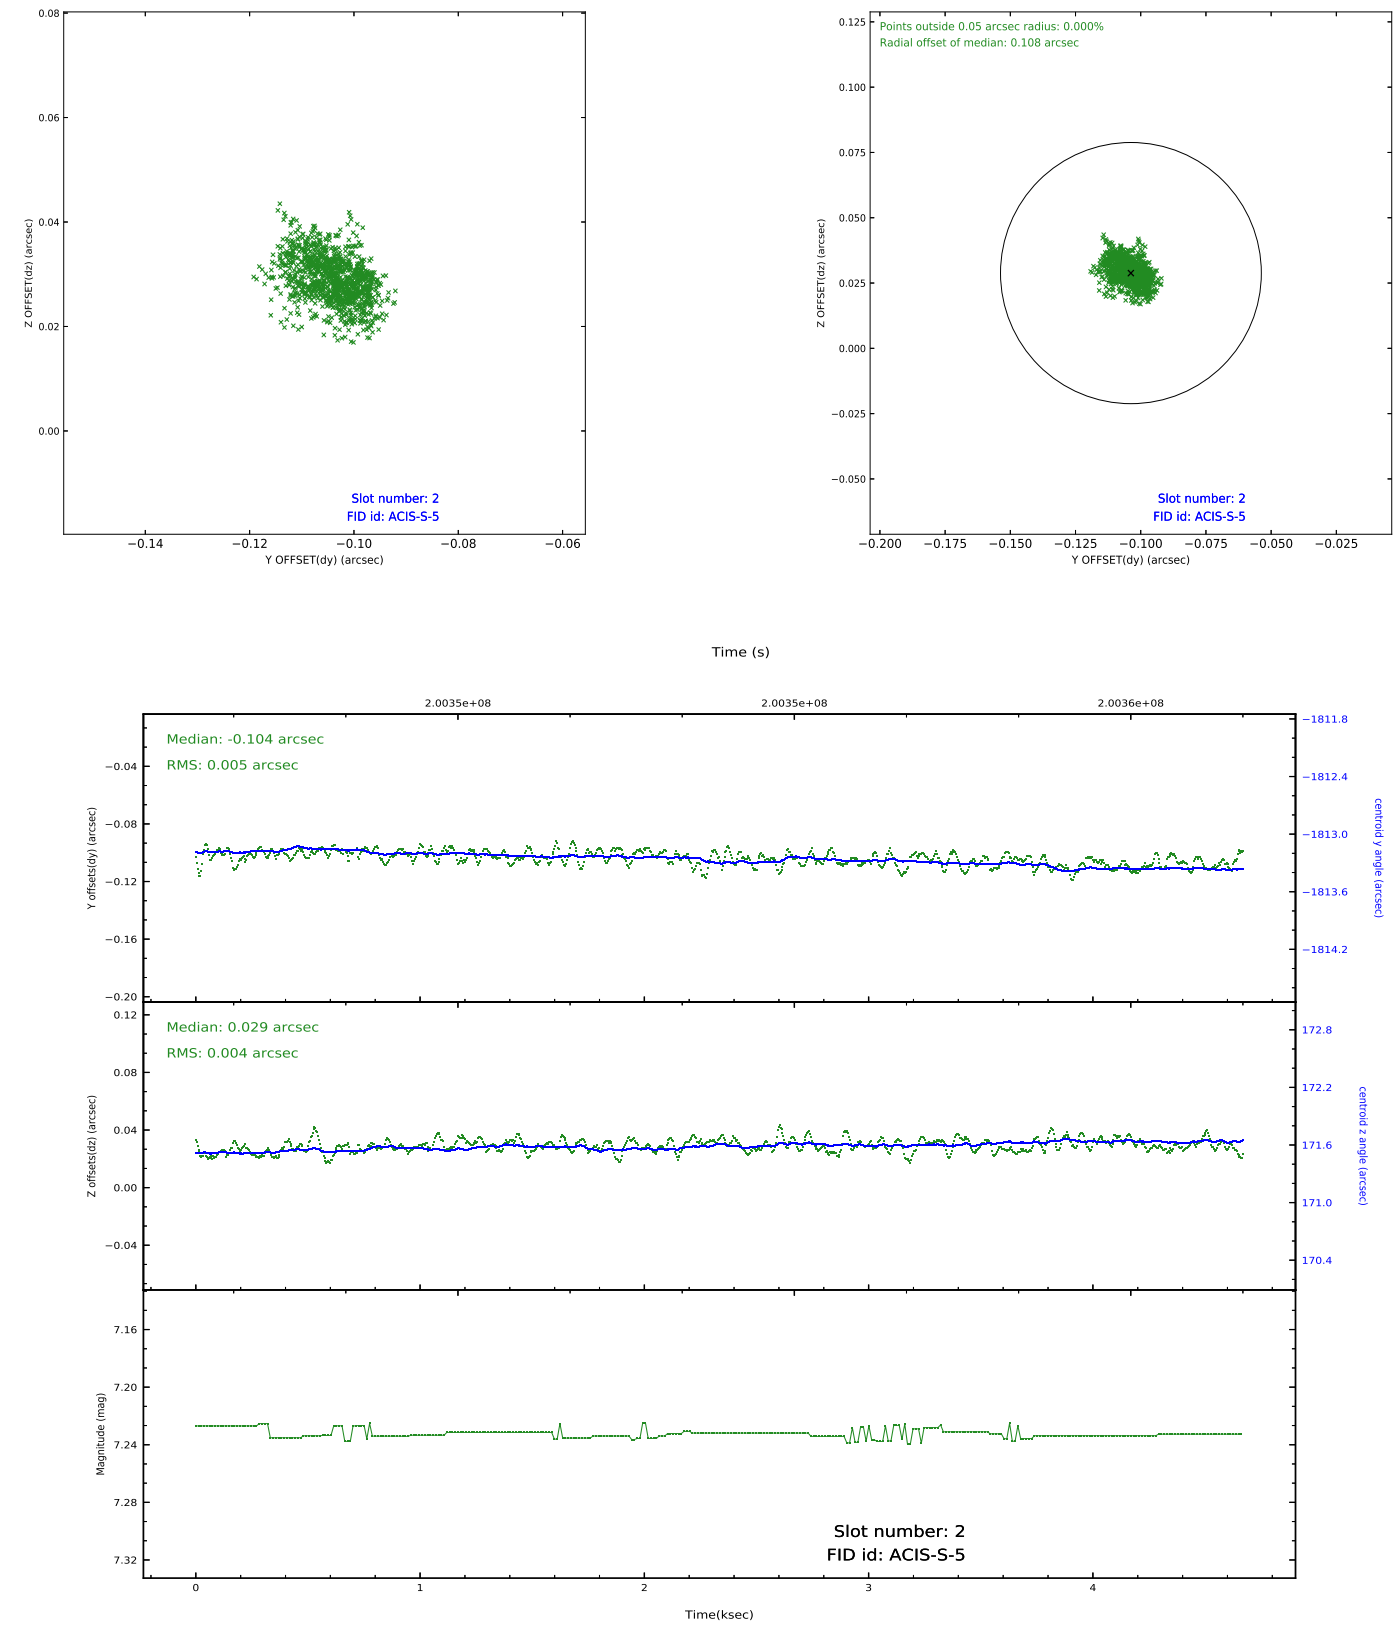 0.08
0.06
0.04
0.02
0.00
Z OFFSET(dz) (arcsec)
Slot number: 2
FID id: ACIS-S-5
−0.14 −0.12 −0.10 −0.08 −0.06
Y OFFSET(dy) (arcsec)
Points outside 0.05 arcsec radius: 0.000%
Radial offset of median: 0.108 arcsec
0.125
0.100
0.075
0.050
0.025
0.000
−0.025
−0.050
Z OFFSET(dz) (arcsec)
Slot number: 2
FID id: ACIS-S-5
−0.200 −0.175 −0.150 −0.125 −0.100 −0.075 −0.050 −0.025
Y OFFSET(dy) (arcsec)
Time (s)
2.0035e+08 2.0035e+08 2.0036e+08
Median: -0.104 arcsec
RMS: 0.005 arcsec
−0.04
−0.08
−0.12
−0.16
−0.20
Y offsets(dy) (arcsec)
−1811.8
−1812.4
−1813.0
−1813.6
−1814.2
centroid y angle (arcsec)
Median: 0.029 arcsec
RMS: 0.004 arcsec
0.12
0.08
0.04
0.00
−0.04
Z offsets(dz) (arcsec)
172.8
172.2
171.6
171.0
170.4
centroid z angle (arcsec)
7.16
7.20
7.24
7.28
7.32
Magnitude (mag)
Slot number: 2
FID id: ACIS-S-5
0 1 2 3 4
Time(ksec)